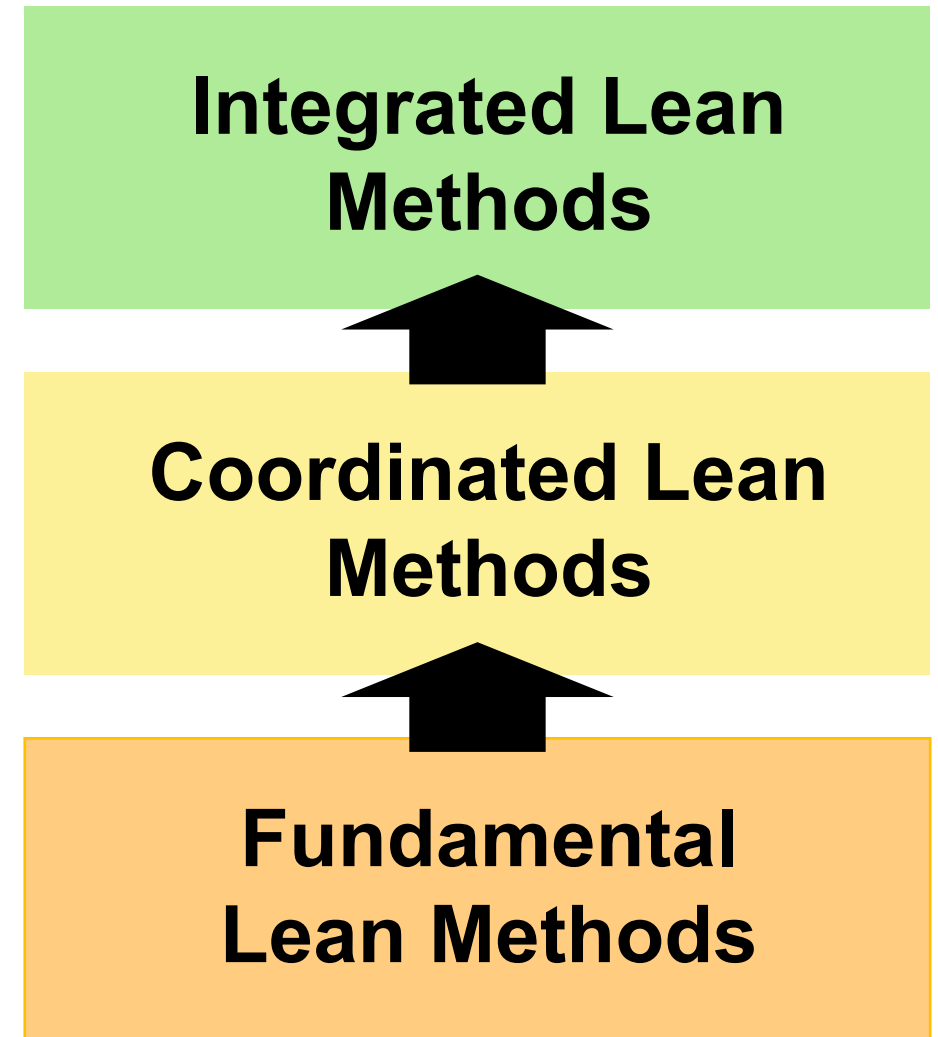 Integrated Lean
Methods
Coordinated Lean
Methods
Fundamental
Lean Methods